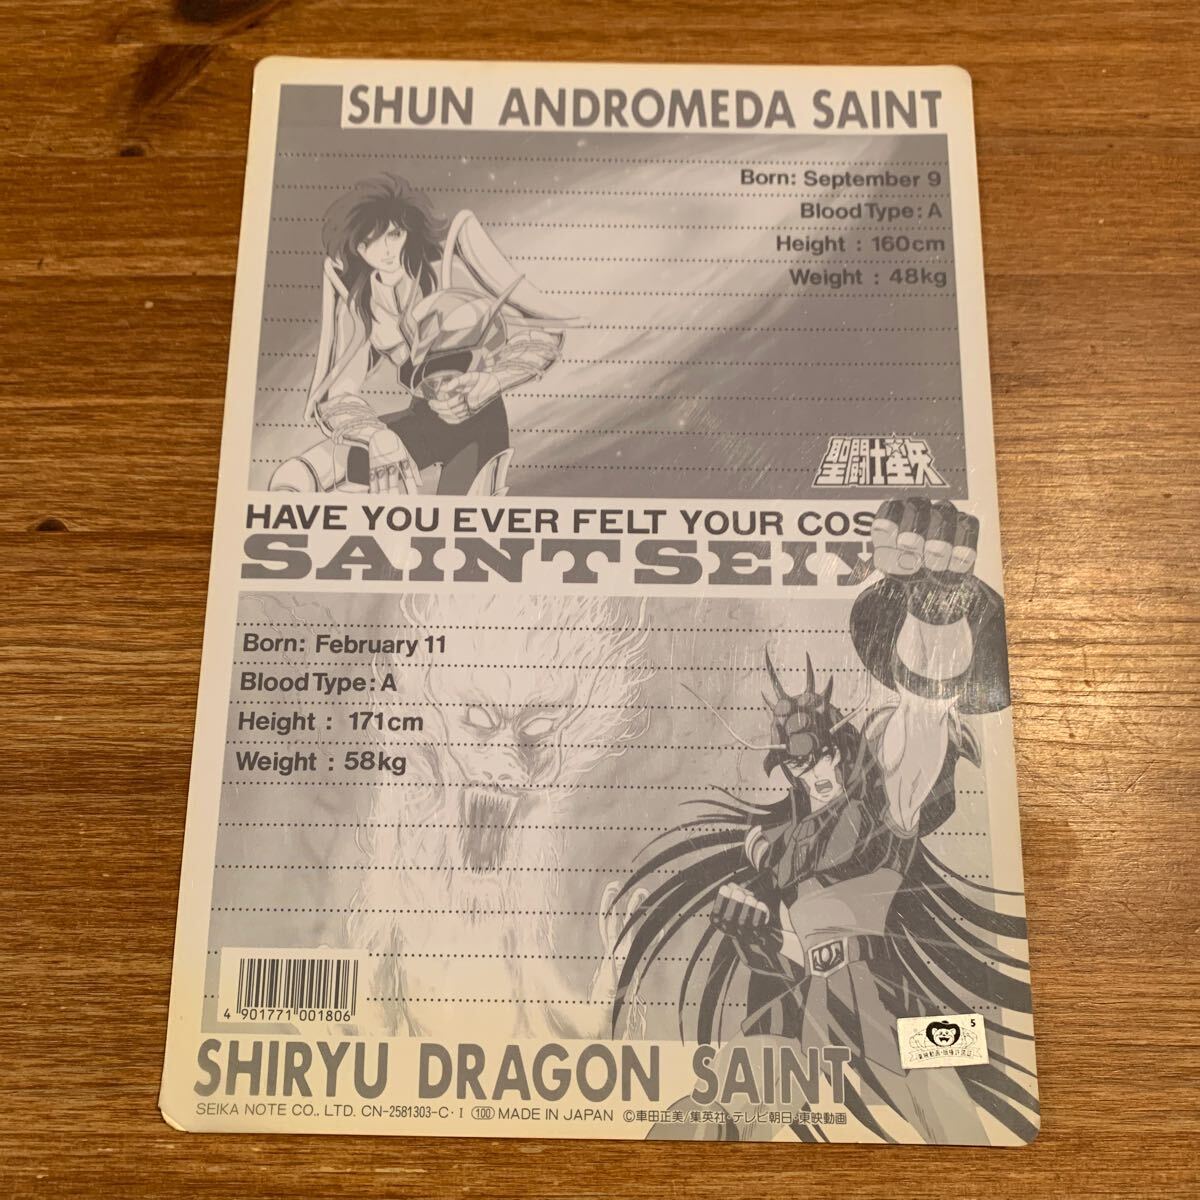 SHUN ANDROMEDA SAINT
Born: September 9
Blood Type: A
Height : 160cm
Weight : 48kg
聖闘士星矢
HAVE YOU EVER FELT YOUR COS
SAINT SEIY
Born: February 11
Blood Type: A
Height : 171cm
Weight : 58kg
4 901771 001806
5
SHIRYU DRAGON SAINT
SEIKA NOTE CO., LTD. CN-2581303-C・I 100 MADE IN JAPAN ©車田正美/集英社・テレビ朝日・東映動画